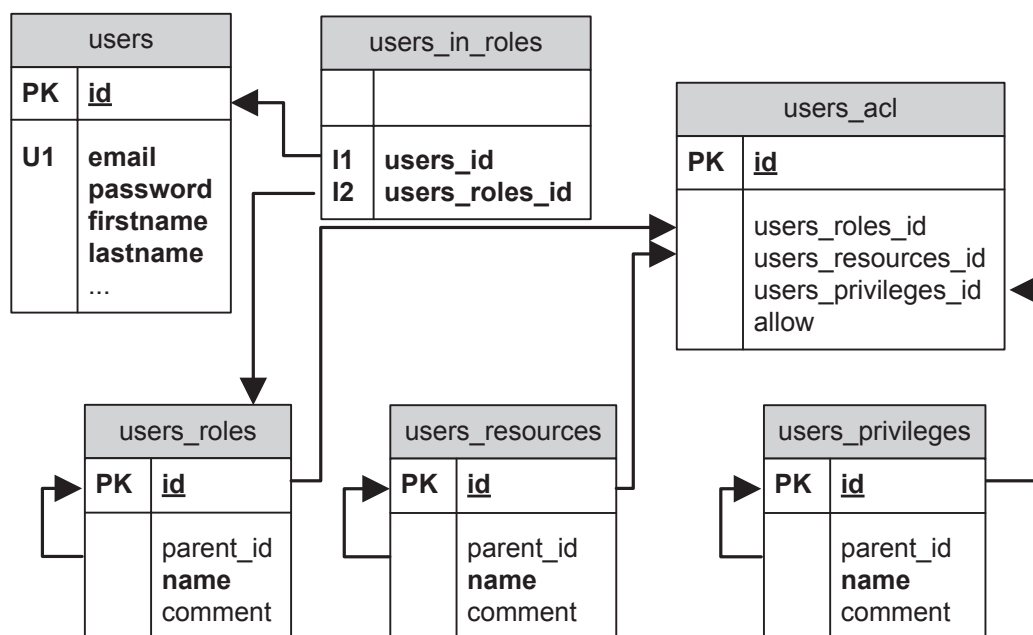 users
PK id
U1 email
password
firstname
lastname
...
users_in_roles
I1 users_id
I2 users_roles_id
users_acl
PK id
users_roles_id
users_resources_id
users_privileges_id
allow
users_roles
PK id
parent_id
name
comment
users_resources
PK id
parent_id
name
comment
users_privileges
PK id
parent_id
name
comment